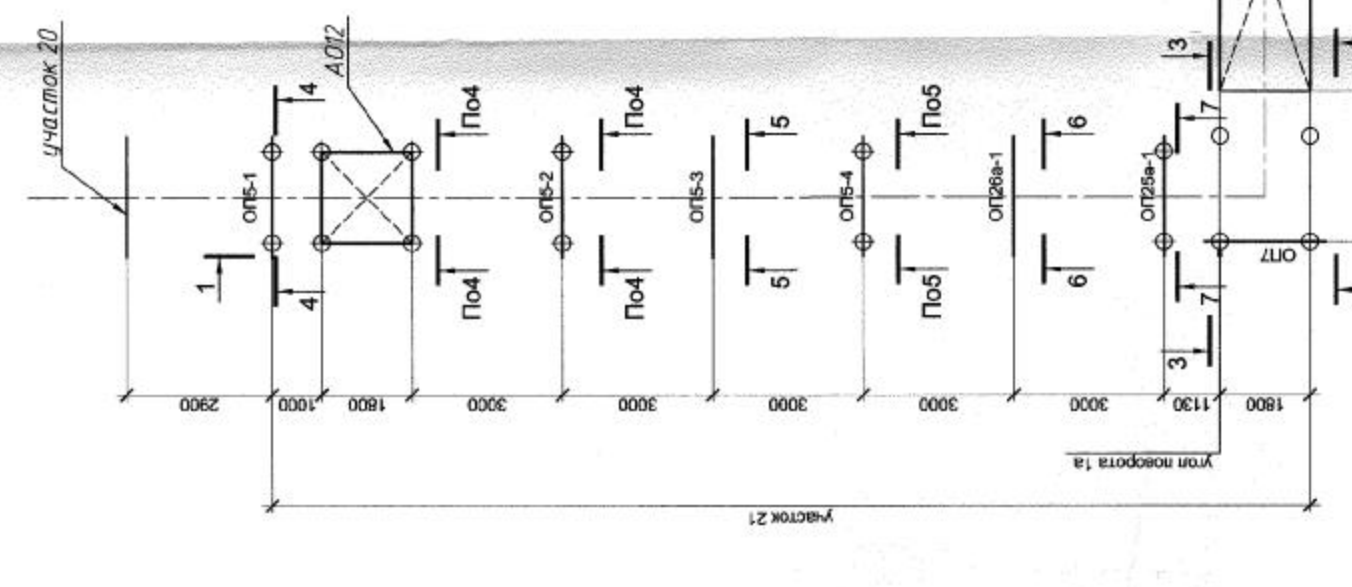 участок 20
А012
4
По4
По4
5
По5
6
7
3
ОП5-1
ОП5-2
ОП5-3
ОП5-4
ОП26а-1
ОП25а-1
ОП7
1
4
По4
По4
5
По5
6
7
3
2900
1000
1800
3000
3000
3000
3000
3000
1130
1800
угол поворота 1а
участок 21